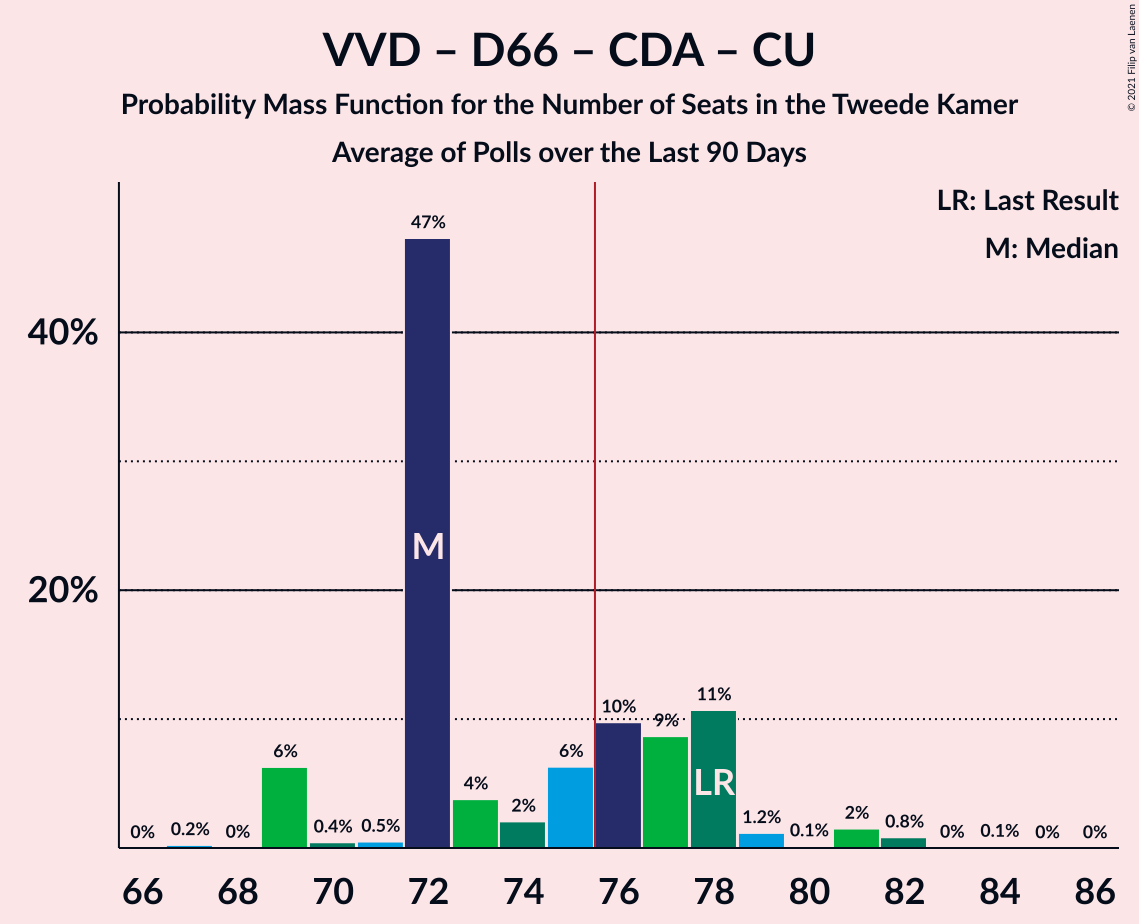 VVD – D66 – CDA – CU
Probability Mass Function for the Number of Seats in the Tweede Kamer
Average of Polls over the Last 90 Days
© 2021 Filip van Laenen
LR: Last Result
M: Median
40%
20%
0%
0.2%
0%
6%
0.4%
0.5%
47%
4%
2%
6%
10%
9%
11%
1.2%
0.1%
2%
0.8%
0%
0.1%
0%
0%
M
LR
66 68 70 72 74 76 78 80 82 84 86